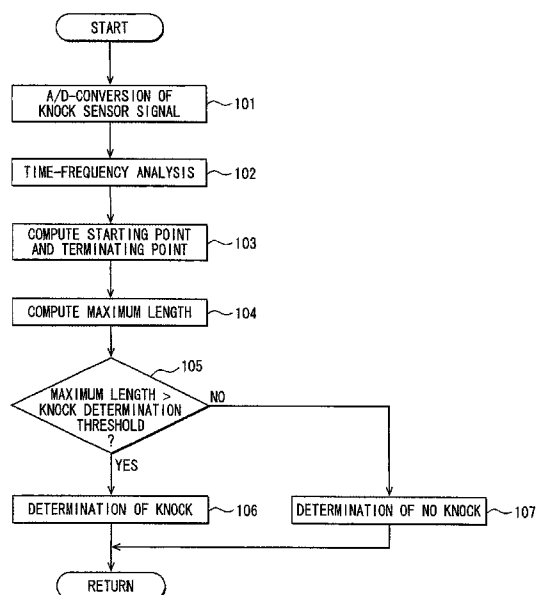 START
A/D-CONVERSION OF
KNOCK SENSOR SIGNAL
101
TIME-FREQUENCY ANALYSIS
102
COMPUTE STARTING POINT
AND TERMINATING POINT
103
COMPUTE MAXIMUM LENGTH
104
105
MAXIMUM LENGTH >
KNOCK DETERMINATION
THRESHOLD
?
NO
YES
DETERMINATION OF KNOCK
106
DETERMINATION OF NO KNOCK
107
RETURN